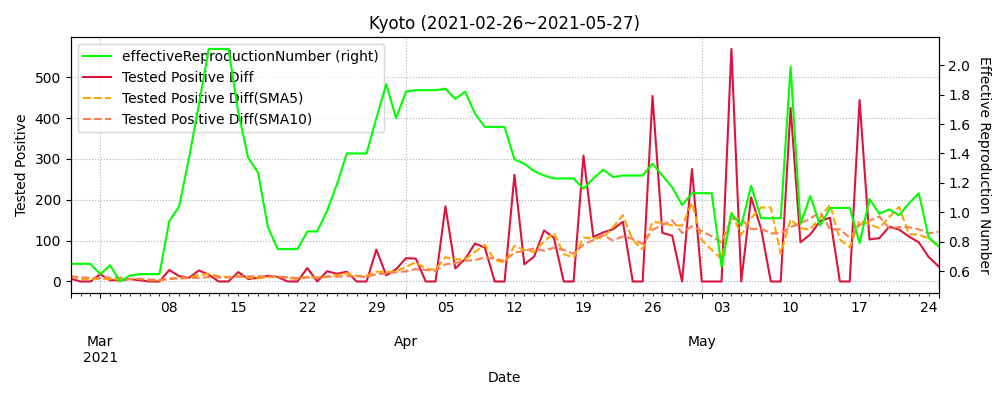 Kyoto (2021-02-26~2021-05-27)
effectiveReproductionNumber (right)
Tested Positive Diff
Tested Positive Diff(SMA5)
Tested Positive Diff(SMA10)
Tested Positive
500
400
300
200
100
0
2.0
1.8
1.6
1.4
1.2
1.0
0.8
0.6
Effective Reproduction Number
08 15 22 29 05 12 19 26 03 10 17 24
Mar Apr May
2021
Date